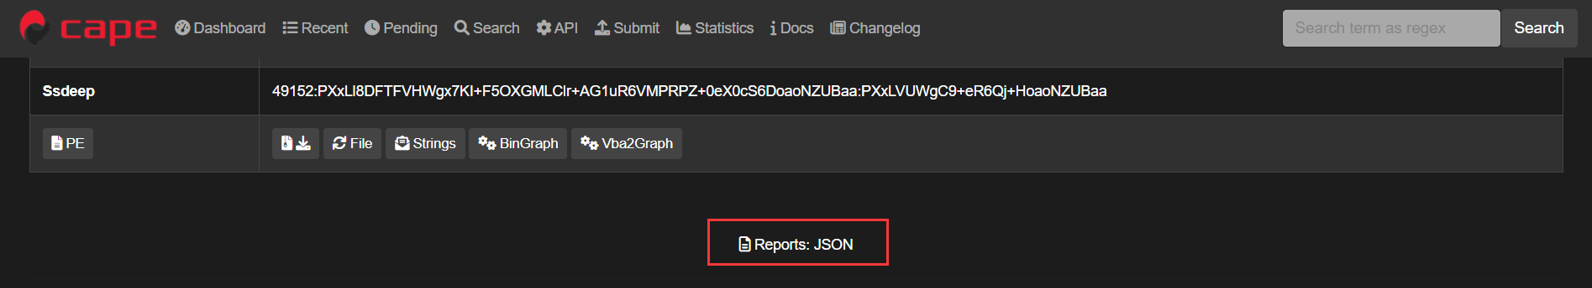 cape Dashboard Recent Pending Search API Submit Statistics Docs Changelog Search term as regex Search
Ssdeep 49152:PXxLl8DFTFVHWgx7KI+F5OXGMLClr+AG1uR6VMPRPZ+0eX0cS6DoaoNZUBaa:PXxLVUWgC9+eR6Qj+HoaoNZUBaa
PE File Strings BinGraph Vba2Graph
Reports: JSON